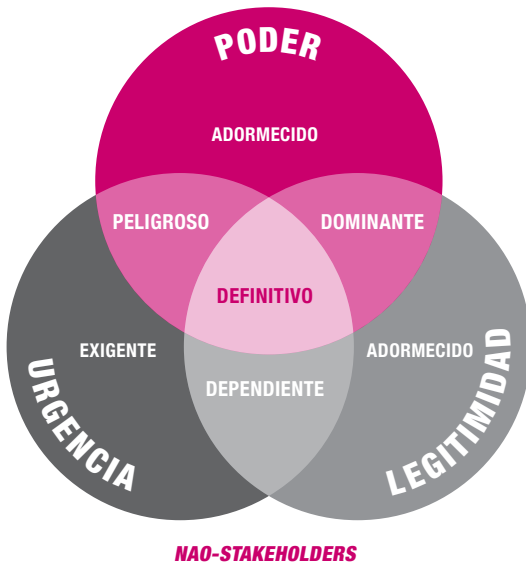 PODER
ADORMECIDO
PELIGROSO
DOMINANTE
DEFINITIVO
EXIGENTE
ADORMECIDO
DEPENDIENTE
URGENCIA
LEGITIMIDAD
NAO-STAKEHOLDERS